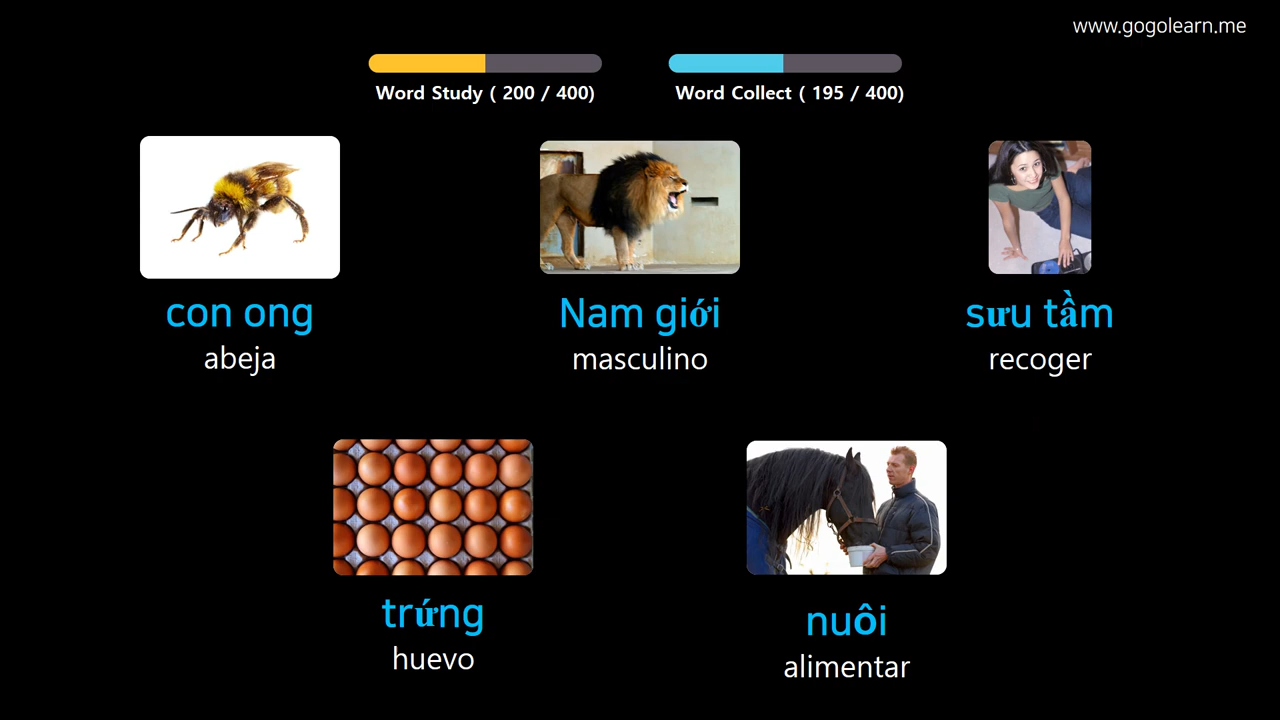 www.gogolearn.me
Word Study ( 200 / 400)
Word Collect ( 195 / 400)
con ong
abeja
Nam giới
masculino
sưu tầm
recoger
trứng
huevo
nuôi
alimentar